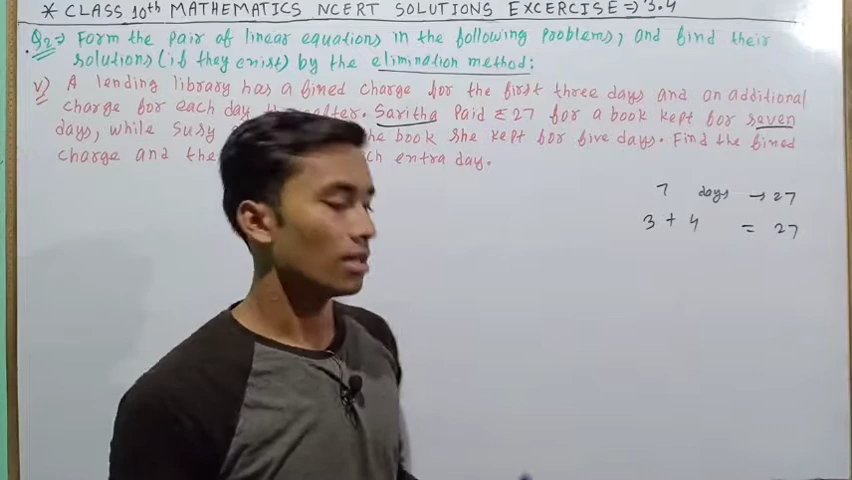 * CLASS 10th MATHEMATICS NCERT SOLUTIONS EXCERCISE => 3.4
Q2=> Form the pair of linear equations in the following problems, and find their
solutions (if they exist) by the elimination method:
v) A lending library has a fined charge for the first three days and an additional
charge for each day Saritha Paid ₹27 for a book kept for seven
days, while Susy the book she kept for five days. Find the fined
charge and the extra day.
7 days → 27
3 + 4 = 27